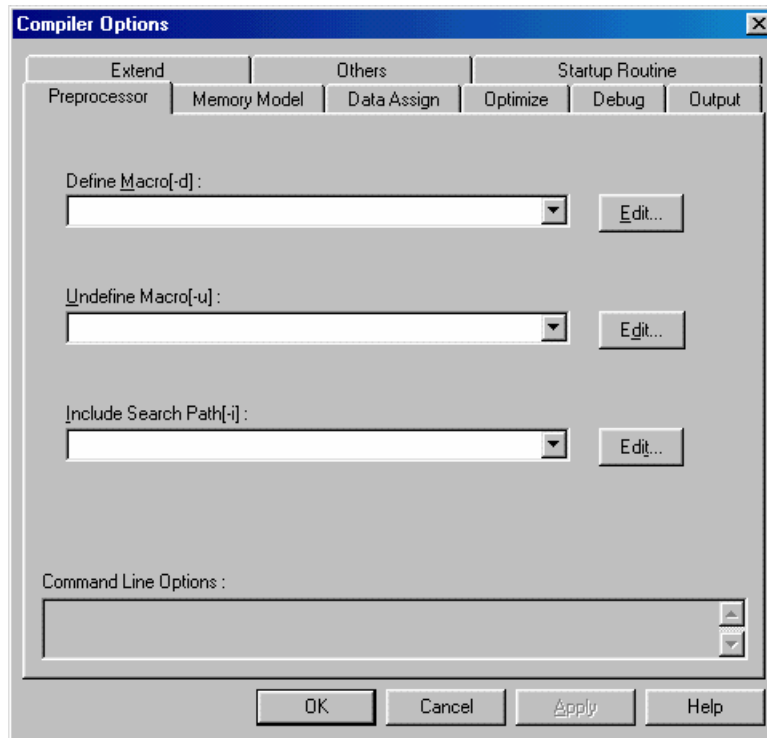 Compiler Options
Extend Others Startup Routine
Preprocessor Memory Model Data Assign Optimize Debug Output
Define Macro[-d] :
Edit...
Undefine Macro[-u] :
Edit...
Include Search Path[-i] :
Edit...
Command Line Options :
OK Cancel Apply Help